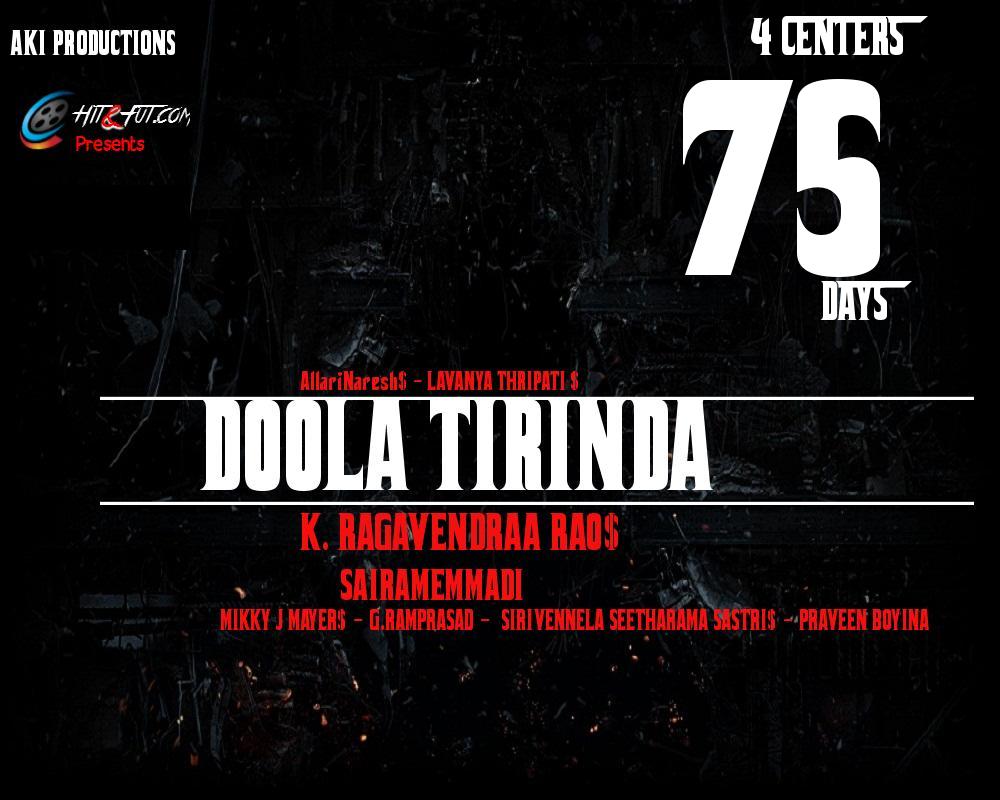 AKI PRODUCTIONS
4 CENTERS
HIT&FUT.COM
Presents
75
DAYS
AllariNaresh$ - LAVANYA THRIPATI $
DOOLA TIRINDA
K. RAGAVENDRAA RAO$
SAIRAMEMMADI
MIKKY J MAYER$ - G.RAMPRASAD - SIRIVENNELA SEETHARAMA SASTRI$ - PRAVEEN BOYINA